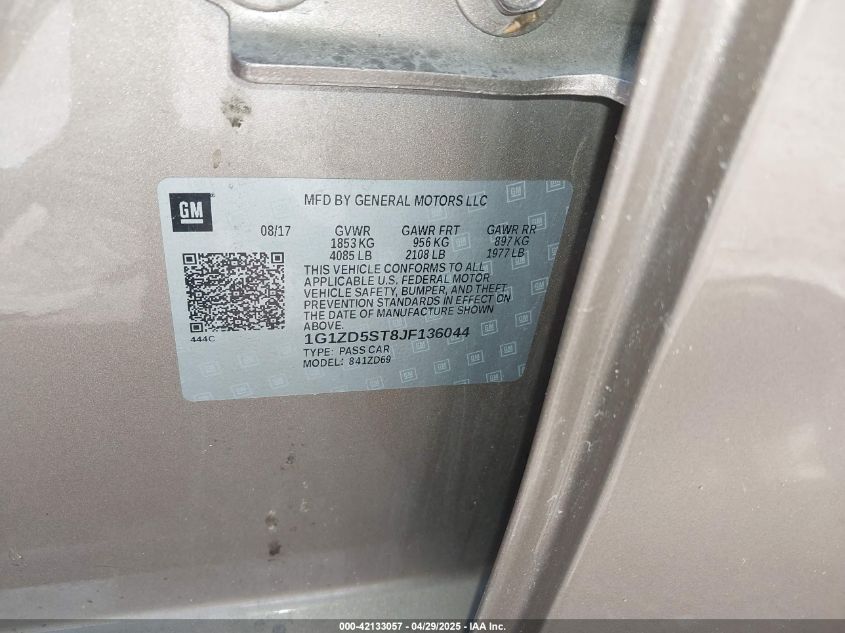 GM
MFD BY GENERAL MOTORS LLC
08/17 GVWR GAWR FRT GAWR RR
1853 KG 956 KG 897 KG
4085 LB 2108 LB 1977 LB
THIS VEHICLE CONFORMS TO ALL
APPLICABLE U.S. FEDERAL MOTOR
VEHICLE SAFETY, BUMPER, AND THEFT
PREVENTION STANDARDS IN EFFECT ON
THE DATE OF MANUFACTURE SHOWN
ABOVE.
444C
1G1ZD5ST8JF136044
TYPE: PASS CAR
MODEL: 841ZD69
000-42133057 - 04/29/2025 - IAA Inc.